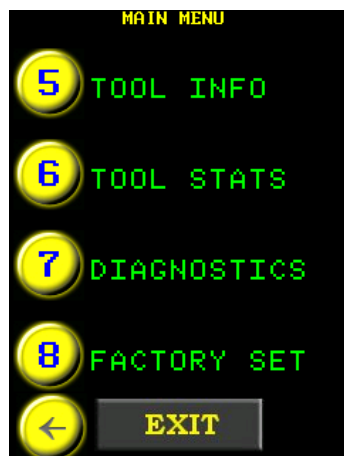 MAIN MENU
5 TOOL INFO
6 TOOL STATS
7 DIAGNOSTICS
8 FACTORY SET
← EXIT